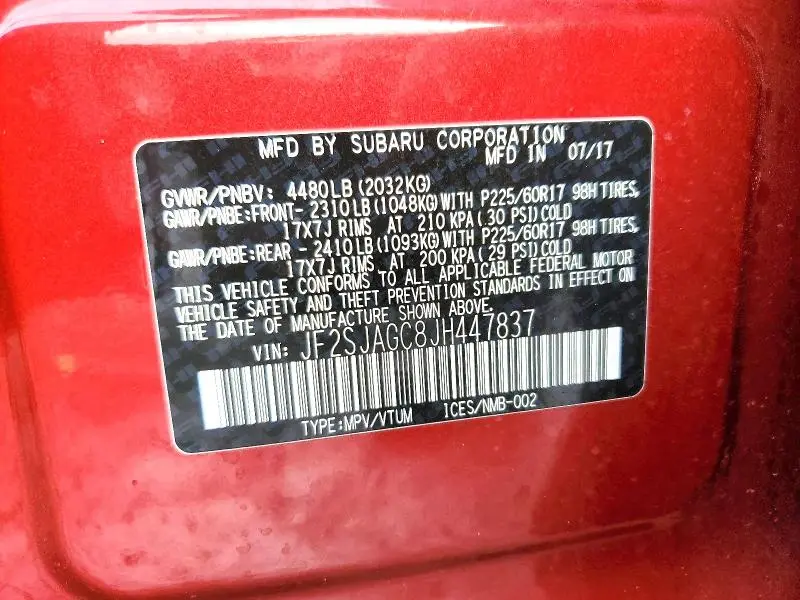 MFD BY SUBARU CORPORATION
MFD IN 07/17
GVWR/PNBV: 4480LB(2032KG)
GAWR/PNBE:FRONT- 2310LB(1048KG)WITH P225/60R17 98H TIRES,
17X7J RIMS AT 210 KPA(30 PSI)COLD
GAWR/PNBE:REAR - 2410LB(1093KG)WITH P225/60R17 98H TIRES,
17X7J RIMS AT 200 KPA(29 PSI)COLD
THIS VEHICLE CONFORMS TO ALL APPLICABLE FEDERAL MOTOR
VEHICLE SAFETY AND THEFT PREVENTION STANDARDS IN EFFECT ON
THE DATE OF MANUFACTURE SHOWN ABOVE.
VIN: JF2SJAGC8JH447837
TYPE:MPV/VTUM ICES/NMB-002